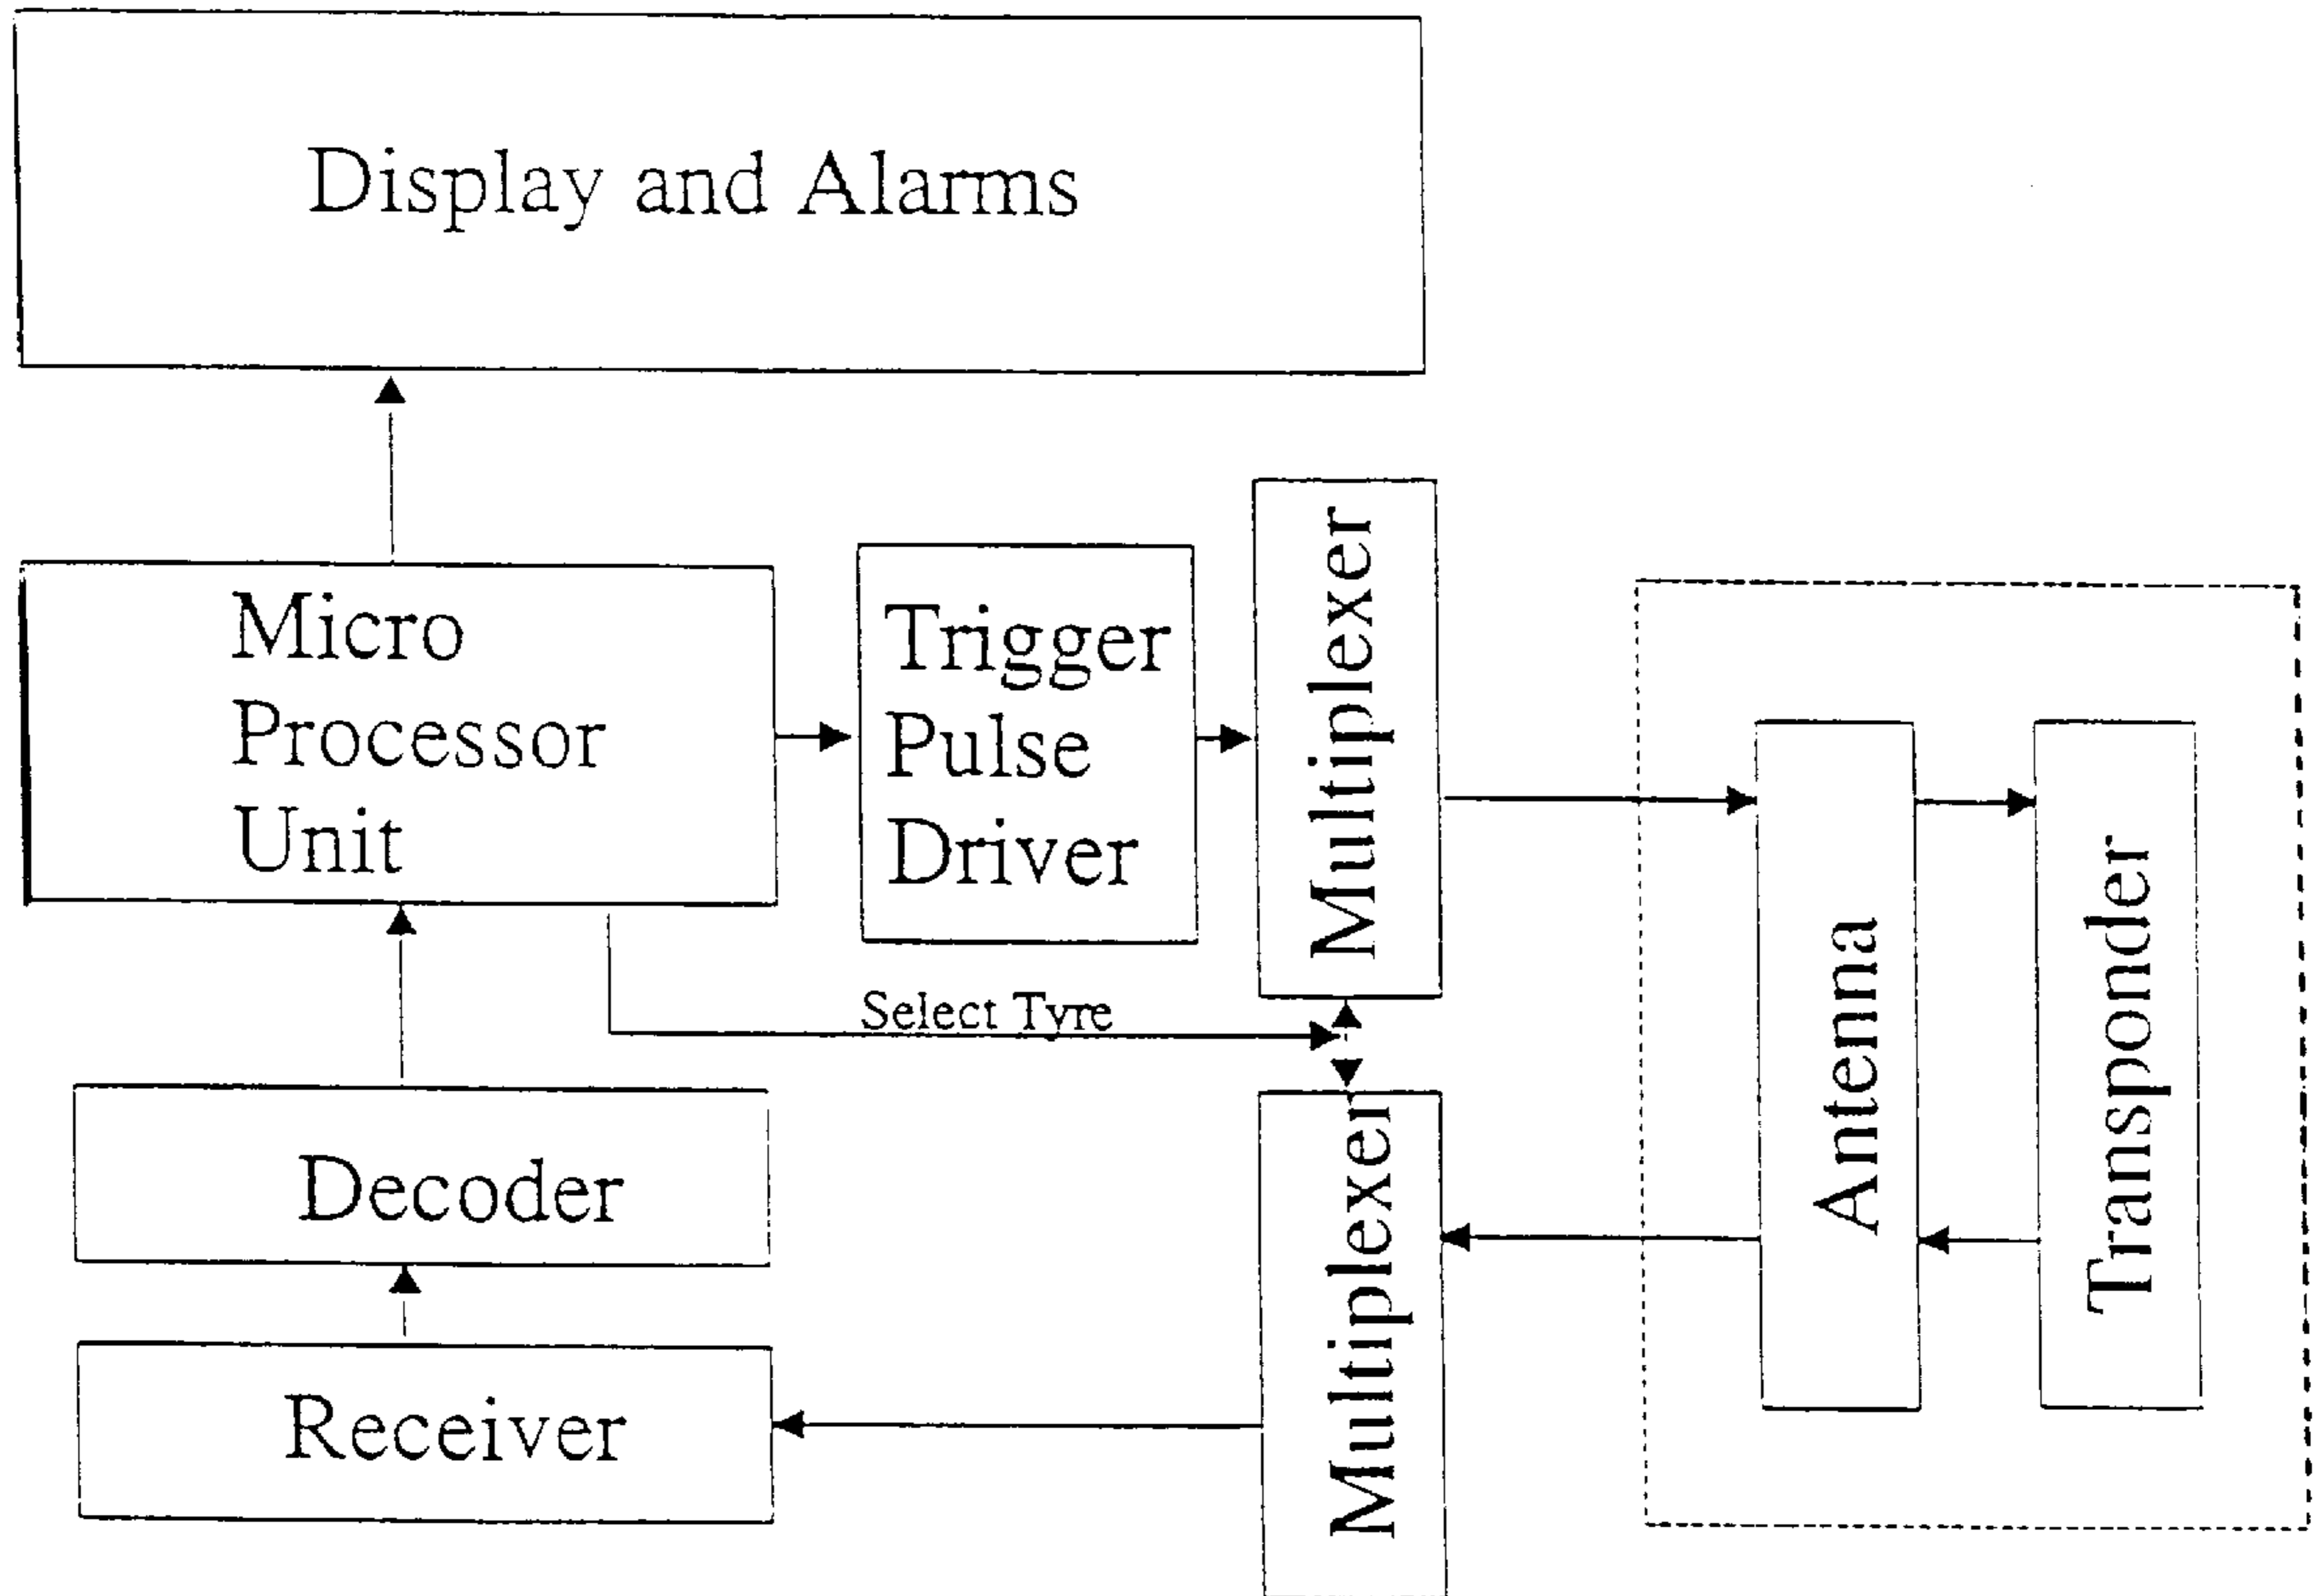 Display and Alarms
Micro
Processor
Unit
Trigger
Pulse
Driver
Multiplexer
Select Tyre
Antenna
Transponder
Decoder
Multiplexer
Receiver